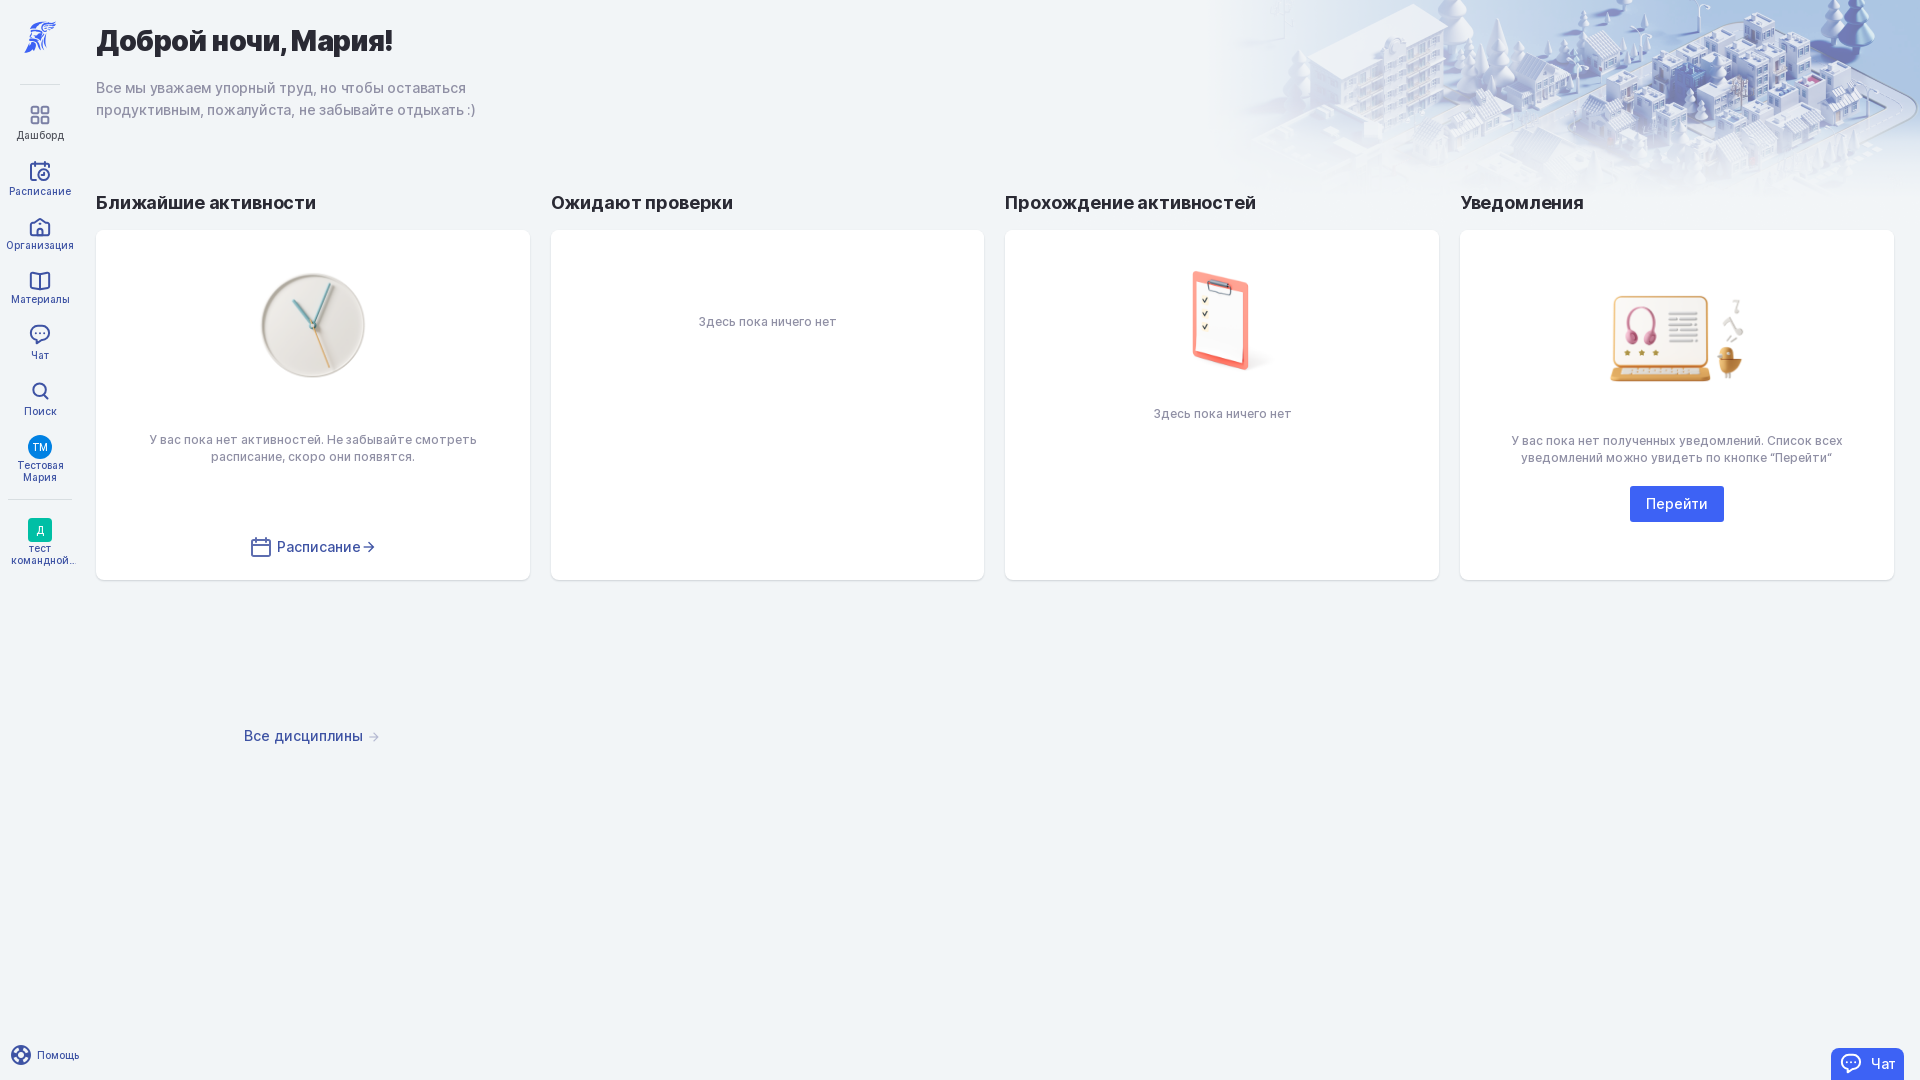 Доброй ночи, Мария!
Все мы уважаем упорный труд, но чтобы оставаться
продуктивным, пожалуйста, не забывайте отдыхать :)
Дашборд
Расписание
Организация
Материалы
Чат
Поиск
ТМ
Тестовая
Мария
Д
тест
командной...
Помощь
Ближайшие активности
У вас пока нет активностей. Не забывайте смотреть
расписание, скоро они появятся.
Расписание
Ожидают проверки
Здесь пока ничего нет
Прохождение активностей
Здесь пока ничего нет
Уведомления
У вас пока нет полученных уведомлений. Список всех
уведомлений можно увидеть по кнопке “Перейти“
Перейти
Все дисциплины
Чат